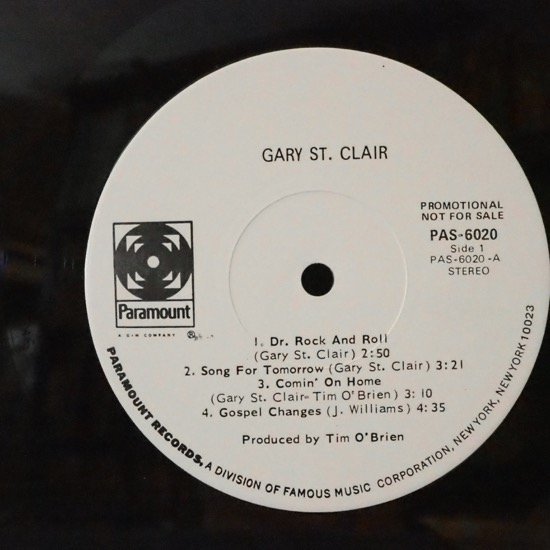 GARY ST. CLAIR
PROMOTIONAL
NOT FOR SALE
PAS-6020
Side 1
PAS-6020-A
STEREO
Paramount
A G+W COMPANY
1. Dr. Rock And Roll
(Gary St. Clair) 2:50
2. Song For Tomorrow (Gary St. Clair) 3:21
3. Comin' On Home
(Gary St. Clair-Tim O'Brien) 3:10
4. Gospel Changes (J. Williams) 4:35
Produced by Tim O'Brien
PARAMOUNT RECORDS, A DIVISION OF FAMOUS MUSIC CORPORATION, NEW YORK, NEW YORK 10023